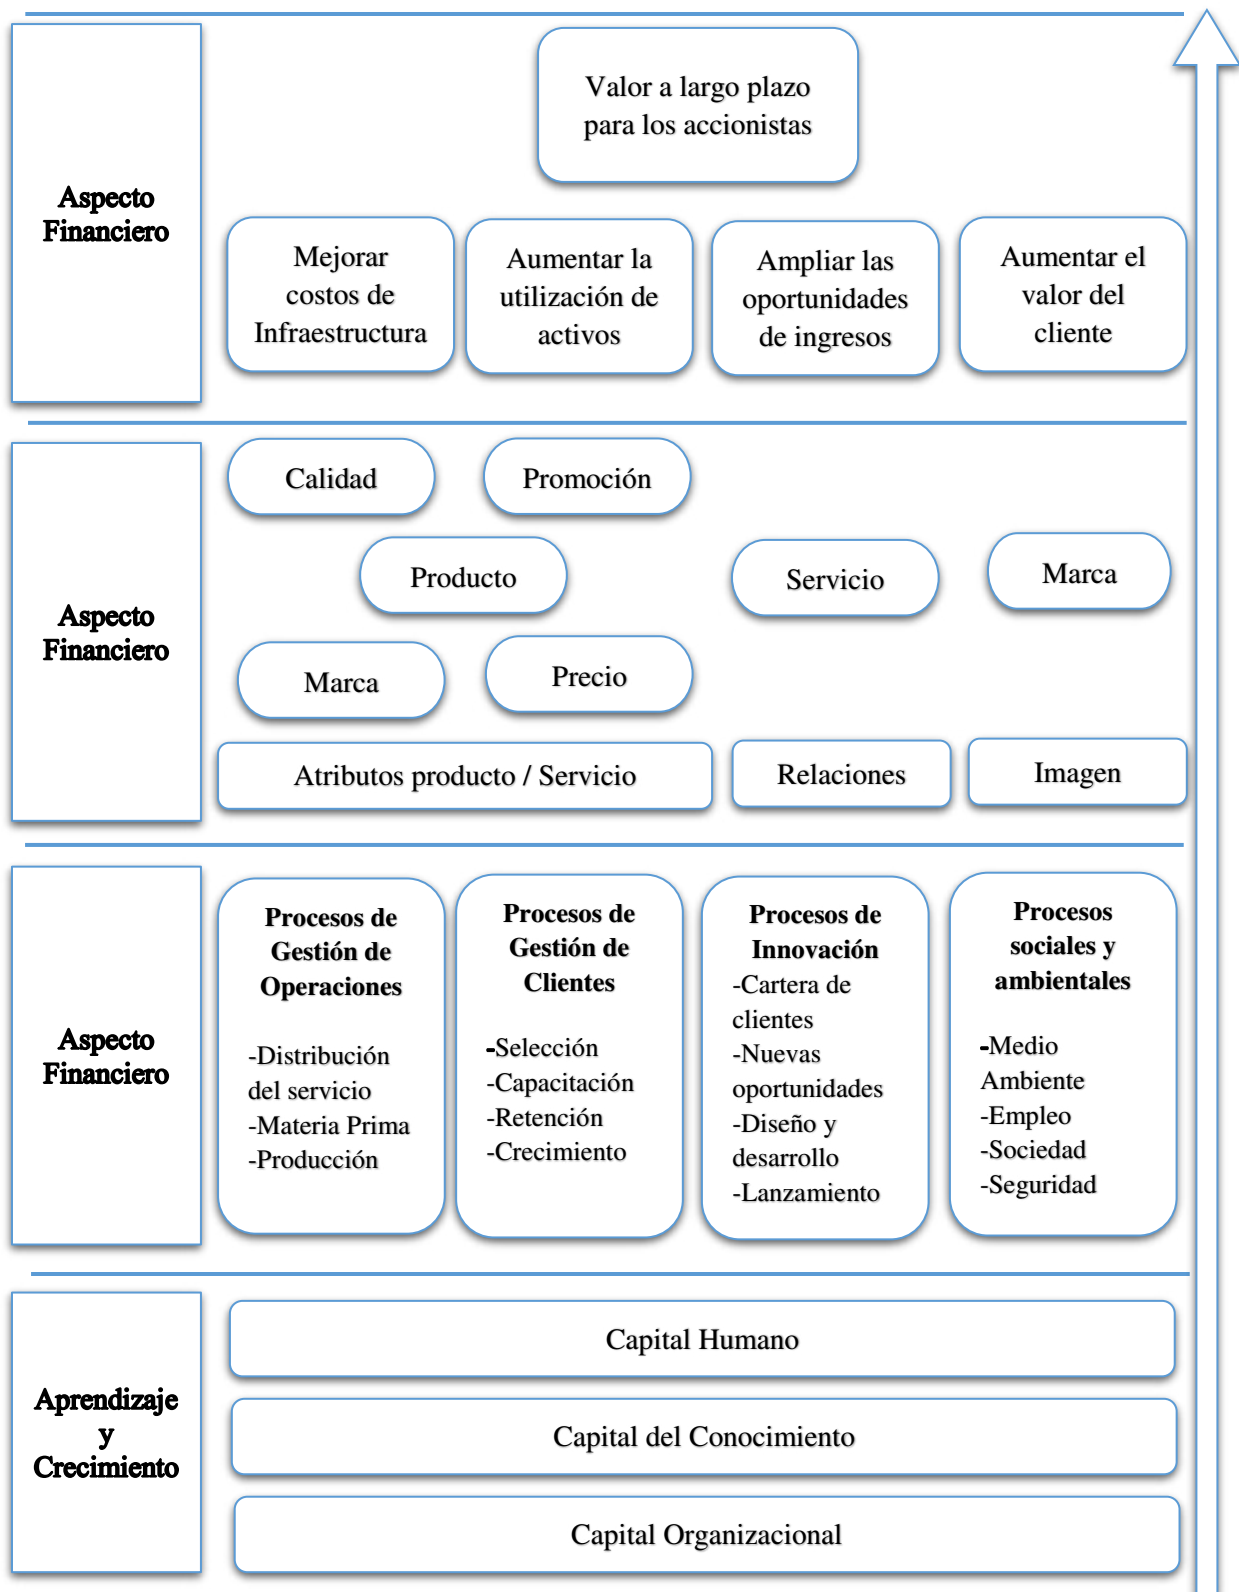 Aspecto
Financiero
Valor a largo plazo
para los accionistas
Mejorar
costos de
Infraestructura
Aumentar la
utilización de
activos
Ampliar las
oportunidades
de ingresos
Aumentar el
valor del
cliente
Aspecto
Financiero
Calidad
Promoción
Producto
Servicio
Marca
Marca
Precio
Atributos producto / Servicio
Relaciones
Imagen
Aspecto
Financiero
Procesos de
Gestión de
Operaciones
-Distribución
del servicio
-Materia Prima
-Producción
Procesos de
Gestión de
Clientes
-Selección
-Capacitación
-Retención
-Crecimiento
Procesos de
Innovación
-Cartera de
clientes
-Nuevas
oportunidades
-Diseño y
desarrollo
-Lanzamiento
Procesos
sociales y
ambientales
-Medio
Ambiente
-Empleo
-Sociedad
-Seguridad
Aprendizaje
y
Crecimiento
Capital Humano
Capital del Conocimiento
Capital Organizacional